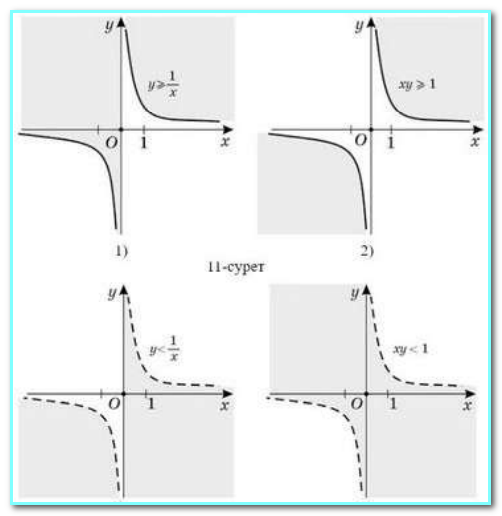 y y
y⩾1/x xy⩾1
O 1 x O 1 x
1) 2)
11-сурет
y y
y<1/x xy<1
O 1 x O 1 x